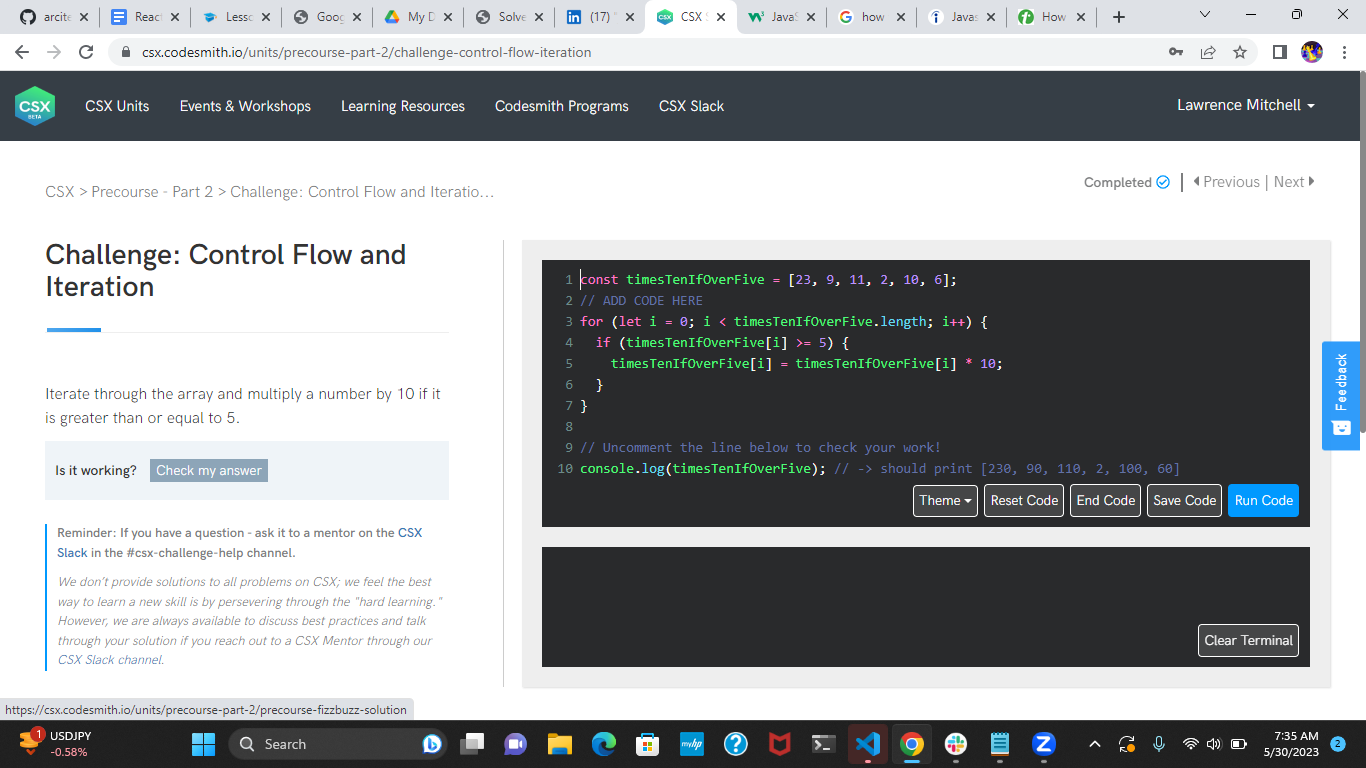 arcite
React
Lesso
Goog
My D
Solve
(17) "
CSX S
JavaS
how
Javas
How
csx.codesmith.io/units/precourse-part-2/challenge-control-flow-iteration
CSX
BETA
CSX Units
Events & Workshops
Learning Resources
Codesmith Programs
CSX Slack
Lawrence Mitchell
CSX > Precourse - Part 2 > Challenge: Control Flow and Iteratio...
Completed
Previous | Next
Challenge: Control Flow and
Iteration
Iterate through the array and multiply a number by 10 if it
is greater than or equal to 5.
Is it working? Check my answer
Reminder: If you have a question - ask it to a mentor on the CSX
Slack in the #csx-challenge-help channel.
We don't provide solutions to all problems on CSX; we feel the best
way to learn a new skill is by persevering through the "hard learning."
However, we are always available to discuss best practices and talk
through your solution if you reach out to a CSX Mentor through our
CSX Slack channel.
1 const timesTenIfOverFive = [23, 9, 11, 2, 10, 6];
2 // ADD CODE HERE
3 for (let i = 0; i < timesTenIfOverFive.length; i++) {
4 if (timesTenIfOverFive[i] >= 5) {
5 timesTenIfOverFive[i] = timesTenIfOverFive[i] * 10;
6 }
7 }
8
9 // Uncomment the line below to check your work!
10 console.log(timesTenIfOverFive); // -> should print [230, 90, 110, 2, 100, 60]
Theme
Reset Code
End Code
Save Code
Run Code
Clear Terminal
Feedback
https://csx.codesmith.io/units/precourse-part-2/precourse-fizzbuzz-solution
1
USDJPY
-0.58%
Search
myhp
7:35 AM
5/30/2023
2